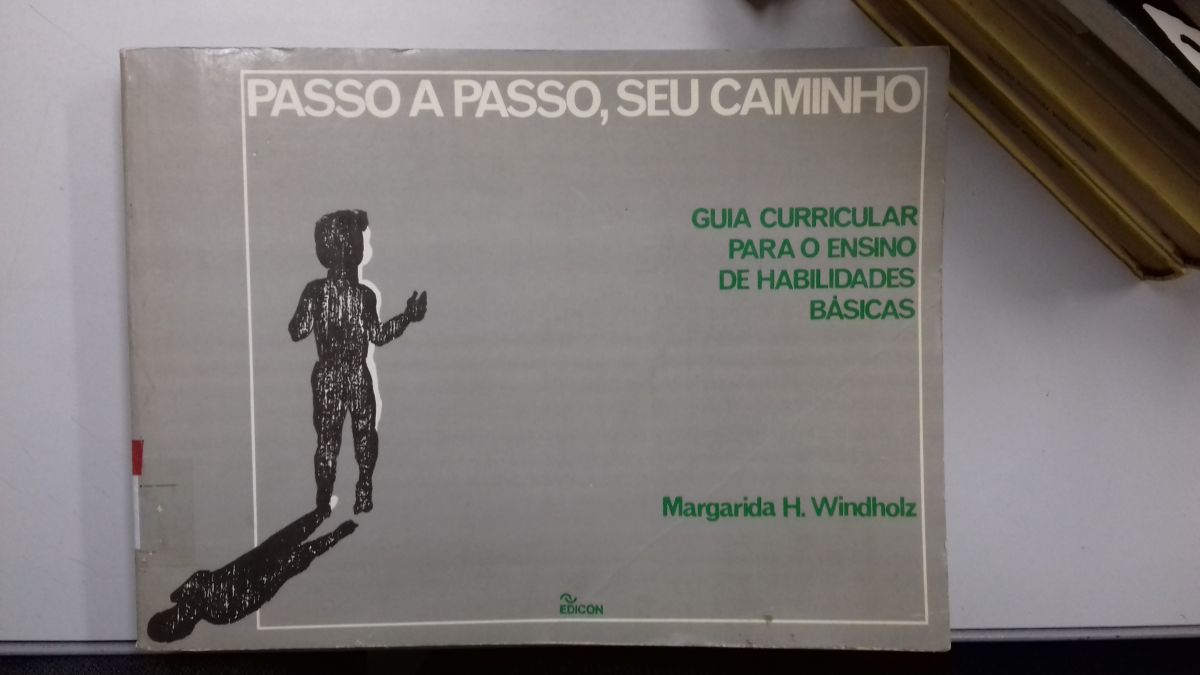 PASSO A PASSO, SEU CAMINHO
GUIA CURRICULAR
PARA O ENSINO
DE HABILIDADES
BÁSICAS
Margarida H. Windholz
EDICON